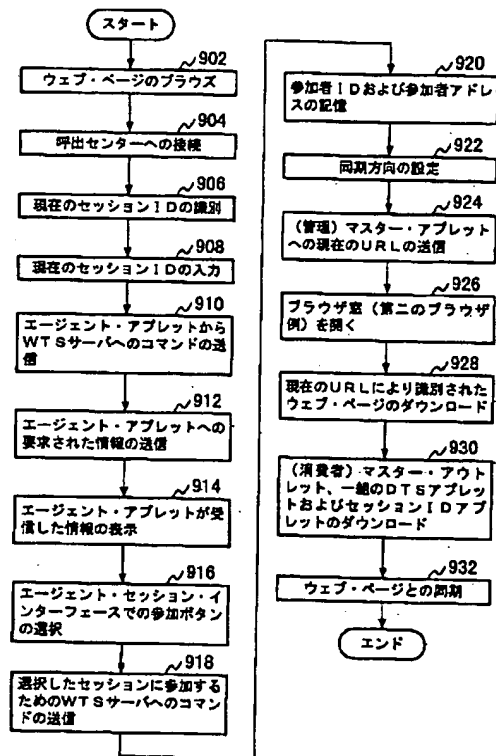 スタート
902
ウェブ・ページのブラウズ
904
呼出センターへの接続
906
現在のセッションIDの識別
908
現在のセッションIDの入力
910
エージェント・アプレットから
WTSサーバへのコマンドの送
信
912
エージェント・アプレットへの
要求された情報の送信
914
エージェント・アプレットが受
信した情報の表示
916
エージェント・セッション・イ
ンターフェースでの参加ボタン
の選択
918
選択したセッションに参加する
ためのWTSサーバへのコマンド
の送信
920
参加者IDおよび参加者アドレ
スの記憶
922
同期方向の設定
924
（管理）マスター・アプレット
への現在のURLの送信
926
ブラウザ窓（第二のブラウザ
例）を開く
928
現在のURLにより識別された
ウェブ・ページのダウンロード
930
（消費者）マスター・アウト
レット、一組のDTSアプレッ
トおよびセッションIDアプレ
ットのダウンロード
932
ウェブ・ページとの同期
エンド